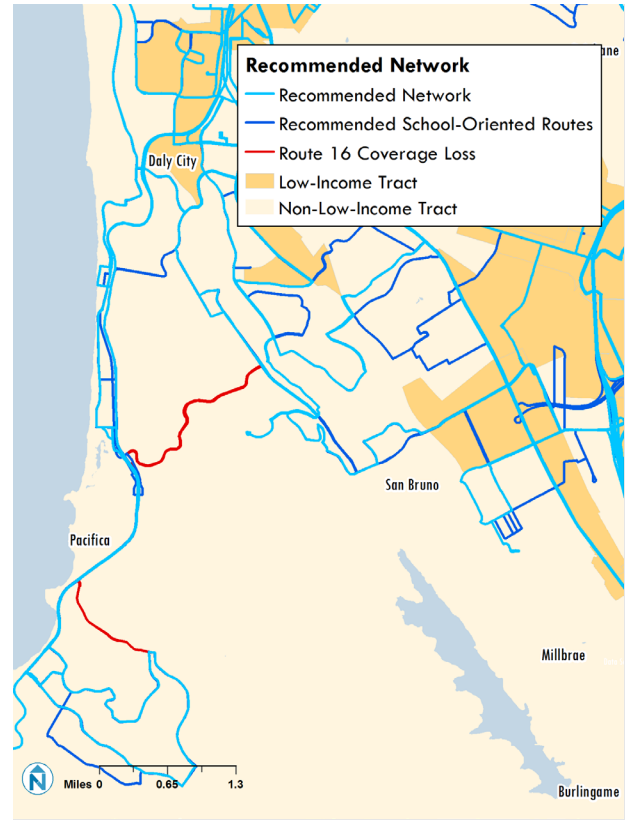 ane
Recommended Network
Recommended Network
Recommended School-Oriented Routes
Route 16 Coverage Loss
Low-Income Tract
Non-Low-Income Tract
Daly City
San Bruno
Pacifica
Millbrae
N
Miles 0 0.65 1.3
Burlingame